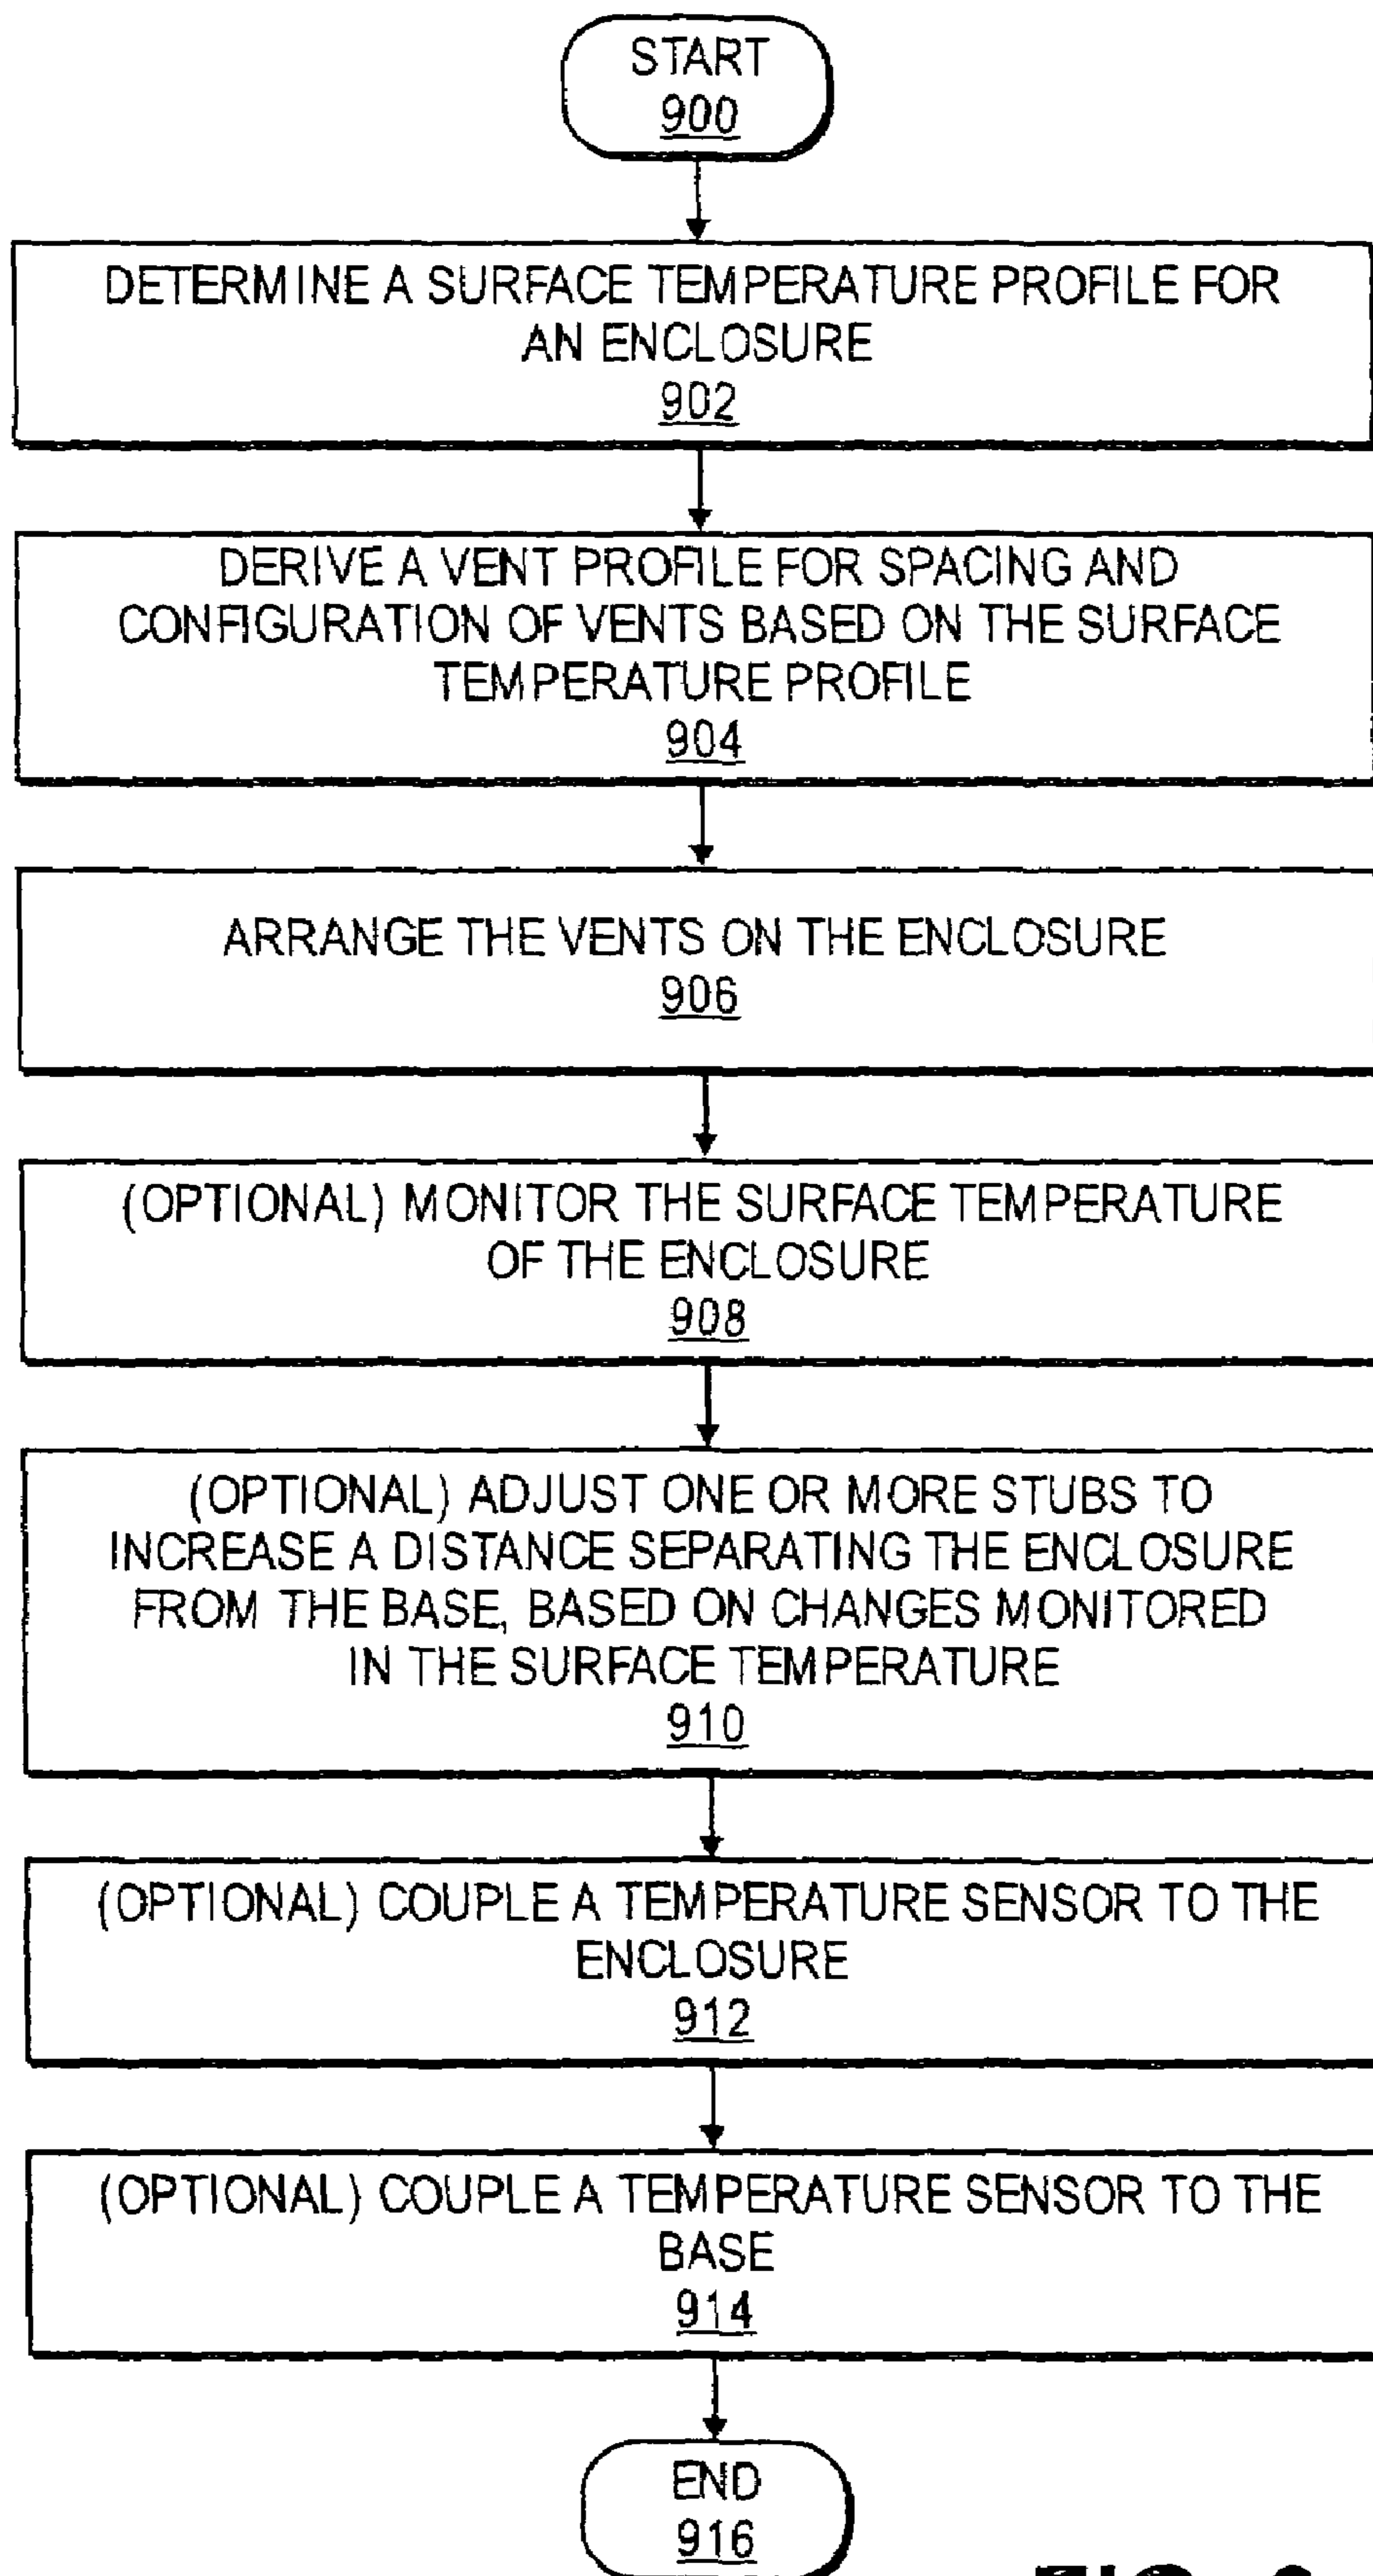 START
900
DETERMINE A SURFACE TEMPERATURE PROFILE FOR
AN ENCLOSURE
902
DERIVE A VENT PROFILE FOR SPACING AND
CONFIGURATION OF VENTS BASED ON THE SURFACE
TEMPERATURE PROFILE
904
ARRANGE THE VENTS ON THE ENCLOSURE
906
(OPTIONAL) MONITOR THE SURFACE TEMPERATURE
OF THE ENCLOSURE
908
(OPTIONAL) ADJUST ONE OR MORE STUBS TO
INCREASE A DISTANCE SEPARATING THE ENCLOSURE
FROM THE BASE, BASED ON CHANGES MONITORED
IN THE SURFACE TEMPERATURE
910
(OPTIONAL) COUPLE A TEMPERATURE SENSOR TO THE
ENCLOSURE
912
(OPTIONAL) COUPLE A TEMPERATURE SENSOR TO THE
BASE
914
END
916